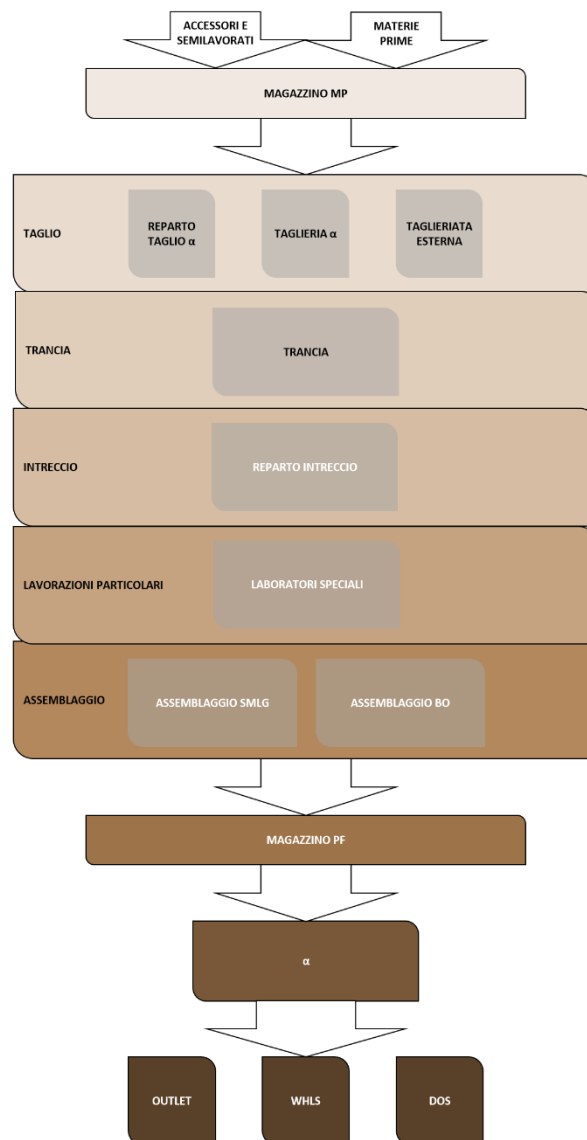 ACCESSORI E
SEMILAVORATI
MATERIE
PRIME
MAGAZZINO MP
TAGLIO
REPARTO
TAGLIO α
TAGLIERIA α
TAGLIERIATA
ESTERNA
TRANCIA
TRANCIA
INTRECCIO
REPARTO INTRECCIO
LAVORAZIONI PARTICOLARI
LABORATORI SPECIALI
ASSEMBLAGGIO
ASSEMBLAGGIO SMLG
ASSEMBLAGGIO BO
MAGAZZINO PF
α
OUTLET
WHLS
DOS